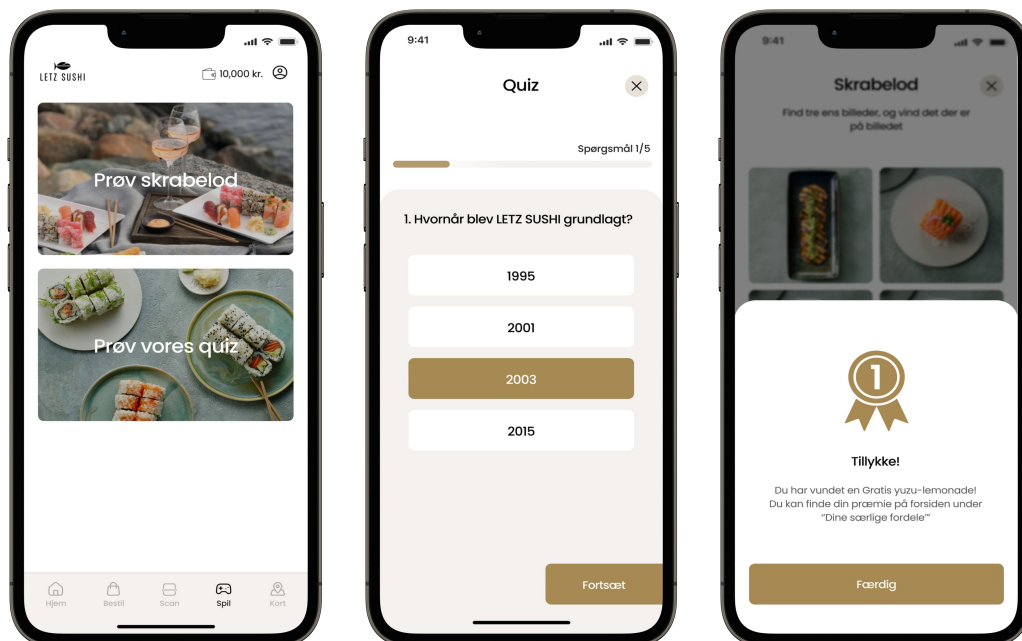 LETZ SUSHI
10,000 kr.
Prøv skrabelod
Prøv vores quiz
Hjem
Bestil
Scan
Spil
Kort
9:41
Quiz
Spørgsmål 1/5
1. Hvornår blev LETZ SUSHI grundlagt?
1995
2001
2003
2015
Fortsæt
9:41
Skrabelod
Find tre ens billeder, og vind det der er
på billedet
1
Tillykke!
Du har vundet en Gratis yuzu-lemonade!
Du kan finde din præmie på forsiden under
“Dine særlige fordele'”
Færdig